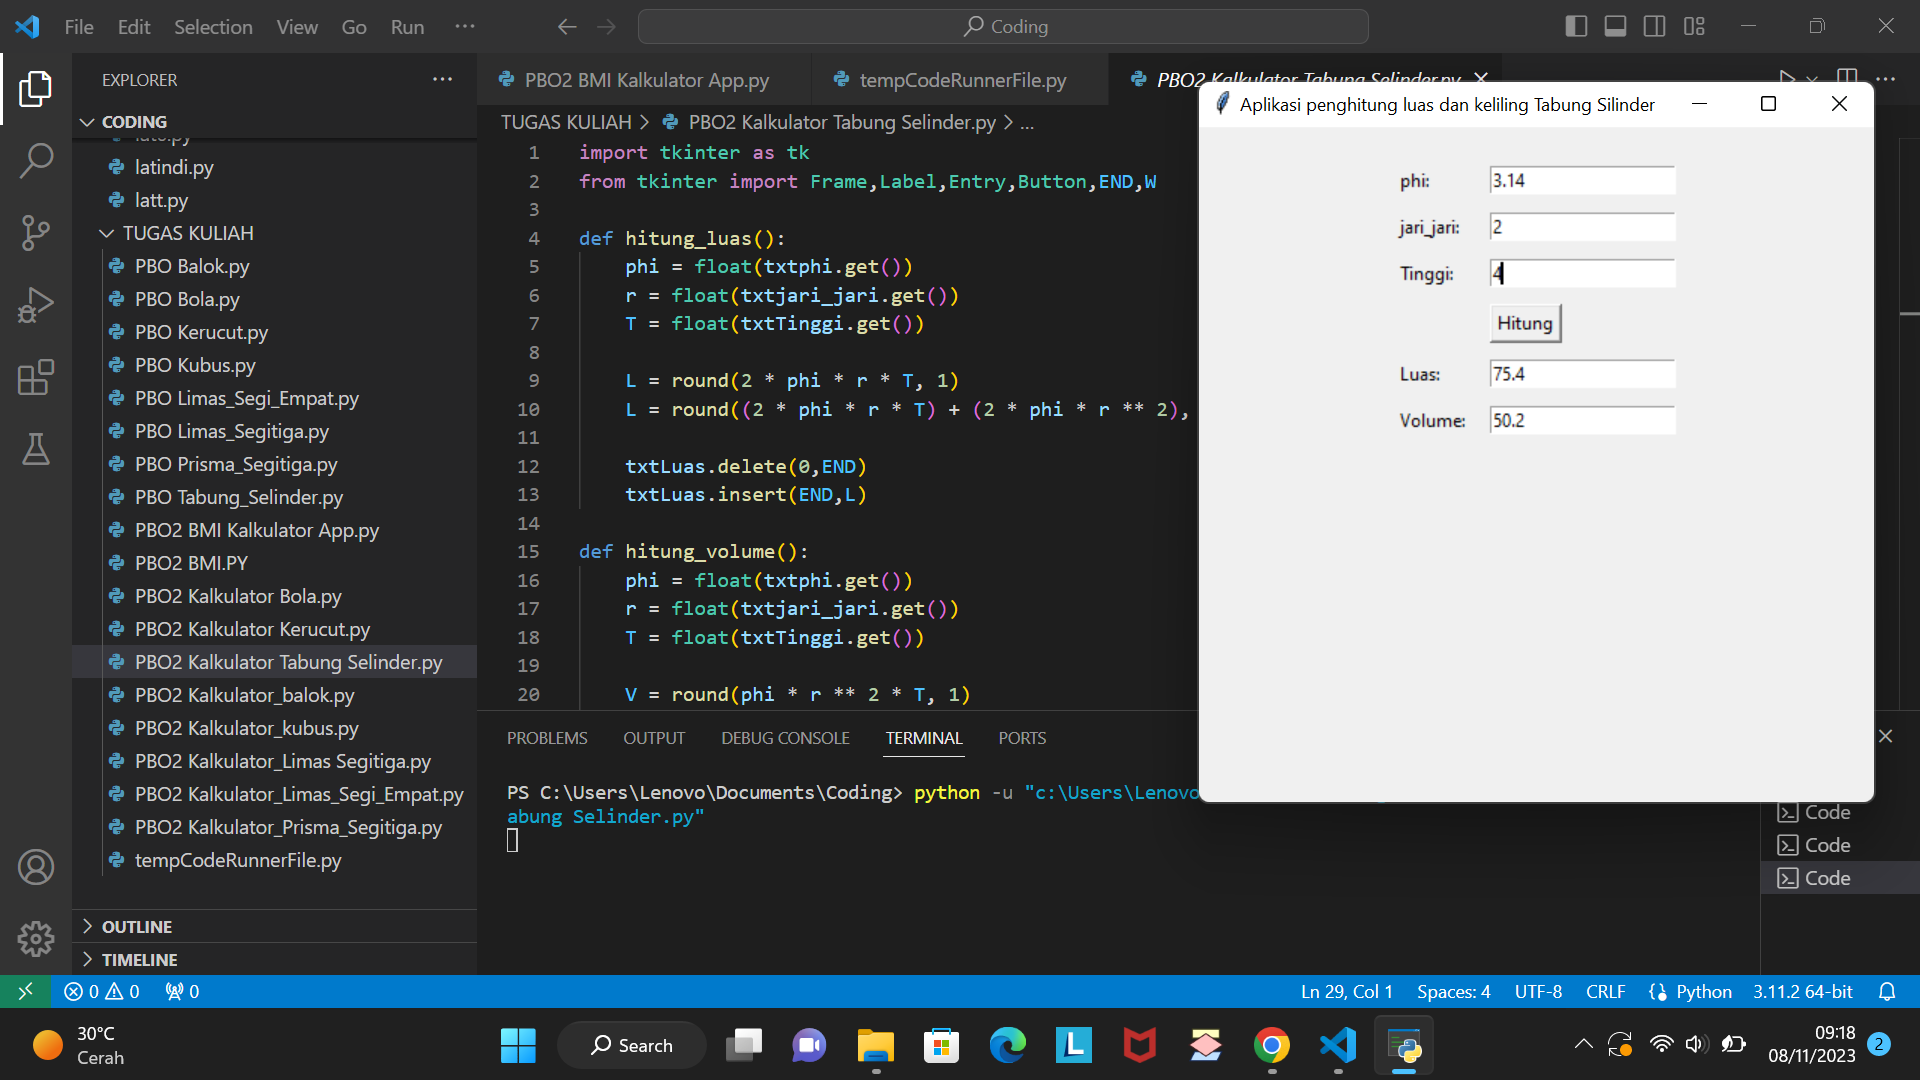 File Edit Selection View Go Run ···
Coding
EXPLORER
CODING
latindi.py
latt.py
TUGAS KULIAH
PBO Balok.py
PBO Bola.py
PBO Kerucut.py
PBO Kubus.py
PBO Limas_Segi_Empat.py
PBO Limas_Segitiga.py
PBO Prisma_Segitiga.py
PBO Tabung_Selinder.py
PBO2 BMI Kalkulator App.py
PBO2 BMI.PY
PBO2 Kalkulator Bola.py
PBO2 Kalkulator Kerucut.py
PBO2 Kalkulator Tabung Selinder.py
PBO2 Kalkulator_balok.py
PBO2 Kalkulator_kubus.py
PBO2 Kalkulator_Limas Segitiga.py
PBO2 Kalkulator_Limas_Segi_Empat.py
PBO2 Kalkulator_Prisma_Segitiga.py
tempCodeRunnerFile.py
OUTLINE
TIMELINE
PBO2 BMI Kalkulator App.py tempCodeRunnerFile.py PBO2 Kalkulator Tabung Selinder.py
TUGAS KULIAH > PBO2 Kalkulator Tabung Selinder.py > ...
1 import tkinter as tk
2 from tkinter import Frame,Label,Entry,Button,END,W
3
4 def hitung_luas():
5 phi = float(txtphi.get())
6 r = float(txtjari_jari.get())
7 T = float(txtTinggi.get())
8
9 L = round(2 * phi * r * T, 1)
10 L = round((2 * phi * r * T) + (2 * phi * r ** 2),
11
12 txtLuas.delete(0,END)
13 txtLuas.insert(END,L)
14
15 def hitung_volume():
16 phi = float(txtphi.get())
17 r = float(txtjari_jari.get())
18 T = float(txtTinggi.get())
19
20 V = round(phi * r ** 2 * T, 1)
PROBLEMS OUTPUT DEBUG CONSOLE TERMINAL PORTS
PS C:\Users\Lenovo\Documents\Coding> python -u "c:\Users\Lenovo
abung Selinder.py"
Code
Code
Code
Aplikasi penghitung luas dan keliling Tabung Silinder
phi: 3.14
jari_jari: 2
Tinggi: 4
Hitung
Luas: 75.4
Volume: 50.2
0 0 0
Ln 29, Col 1 Spaces: 4 UTF-8 CRLF Python 3.11.2 64-bit
30°C
Cerah
Search
09:18
08/11/2023
2